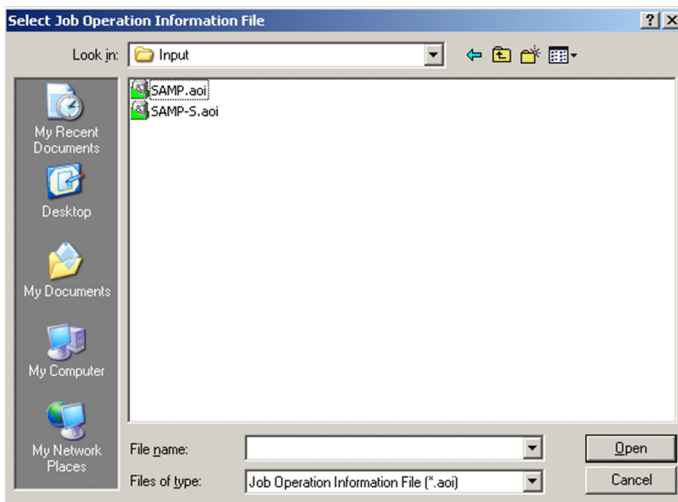 Select Job Operation Information File
Look in: Input
SAMP.aoi
SAMP-S.aoi
My Recent
Documents
Desktop
My Documents
My Computer
My Network
Places
File name:
Open
Files of type: Job Operation Information File (*.aoi)
Cancel